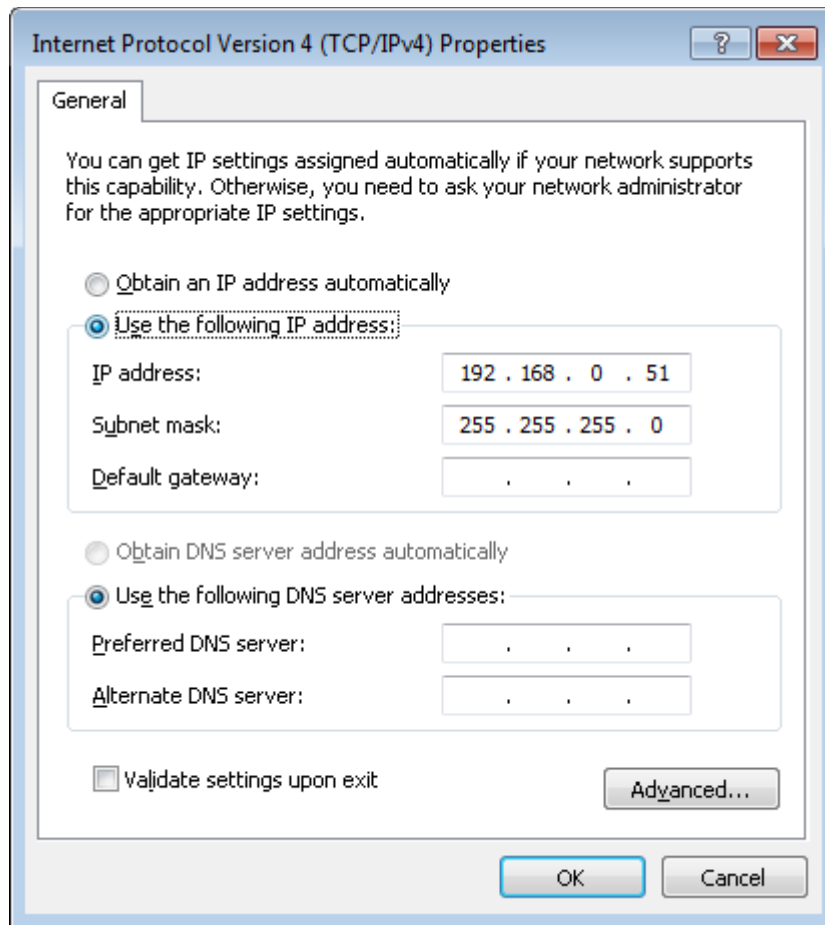 Internet Protocol Version 4 (TCP/IPv4) Properties
General
You can get IP settings assigned automatically if your network supports
this capability. Otherwise, you need to ask your network administrator
for the appropriate IP settings.
Obtain an IP address automatically
Use the following IP address:
IP address: 192 . 168 . 0 . 51
Subnet mask: 255 . 255 . 255 . 0
Default gateway: . . .
Obtain DNS server address automatically
Use the following DNS server addresses:
Preferred DNS server: . . .
Alternate DNS server: . . .
Validate settings upon exit
Advanced...
OK Cancel